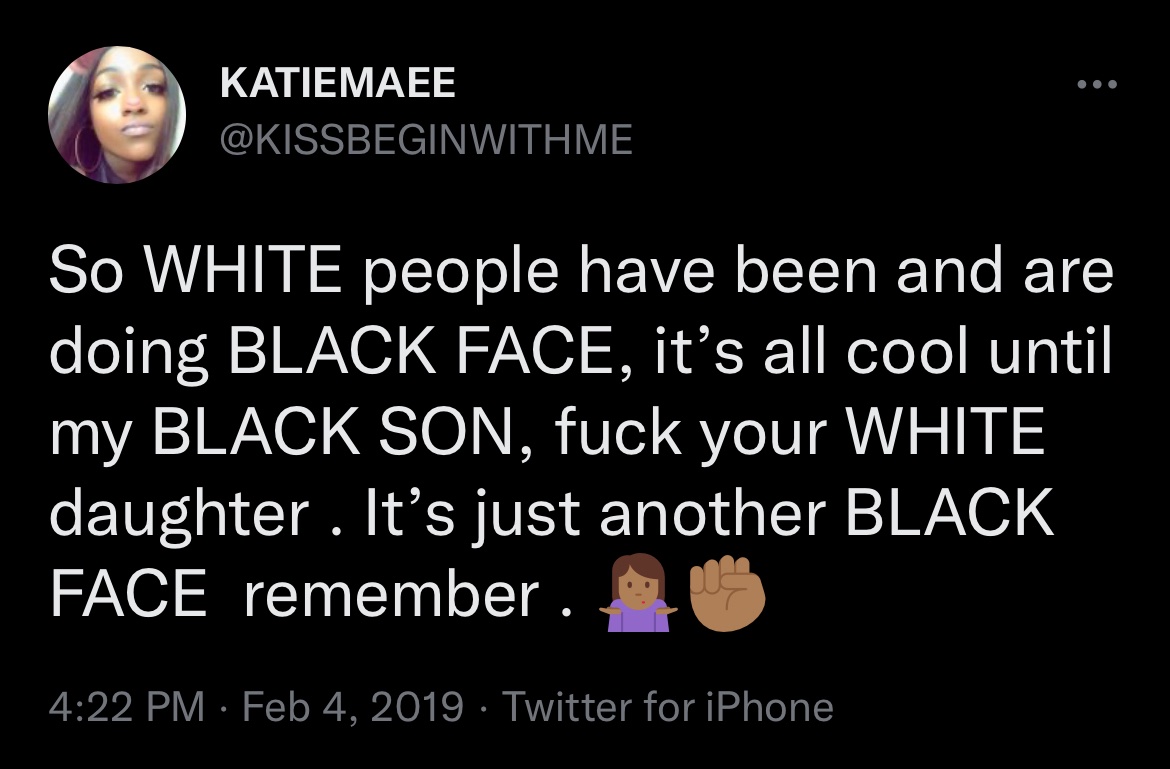 KATIEMAEE
@KISSBEGINWITHME
So WHITE people have been and are
doing BLACK FACE, it’s all cool until
my BLACK SON, fuck your WHITE
daughter . It’s just another BLACK
FACE  remember . 🤷🏽‍♀️✊🏽
4:22 PM · Feb 4, 2019 · Twitter for iPhone